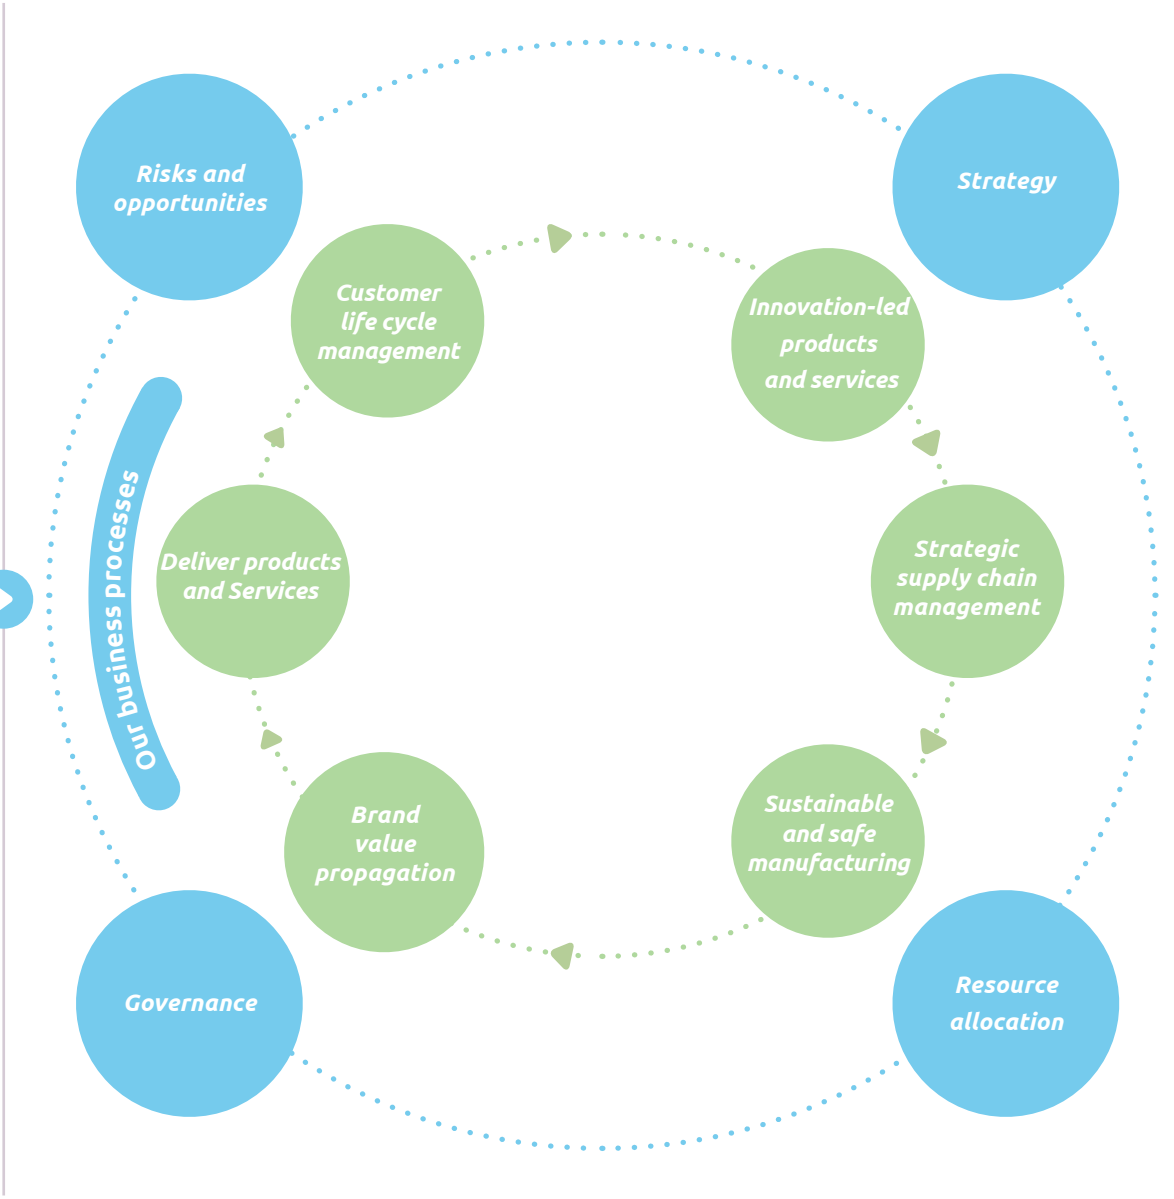 Risks and
opportunities
Strategy
Customer
life cycle
management
Innovation-led
products
and services
Our business processes
Deliver products
and Services
Strategic
supply chain
management
Brand
value
propagation
Sustainable
and safe
manufacturing
Governance
Resource
allocation